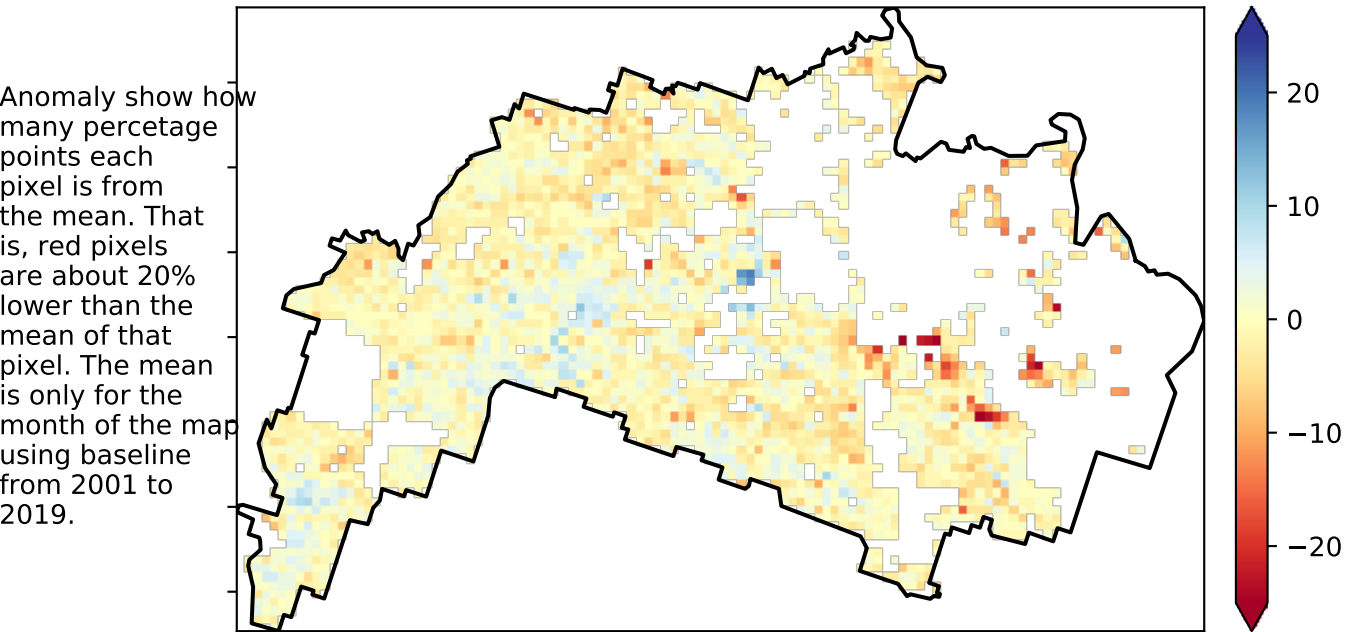 Anomaly show how
many percetage
points each
pixel is from
the mean. That
is, red pixels
are about 20%
lower than the
mean of that
pixel. The mean
is only for the
month of the map
using baseline
from 2001 to
2019.
20
10
0
−10
−20